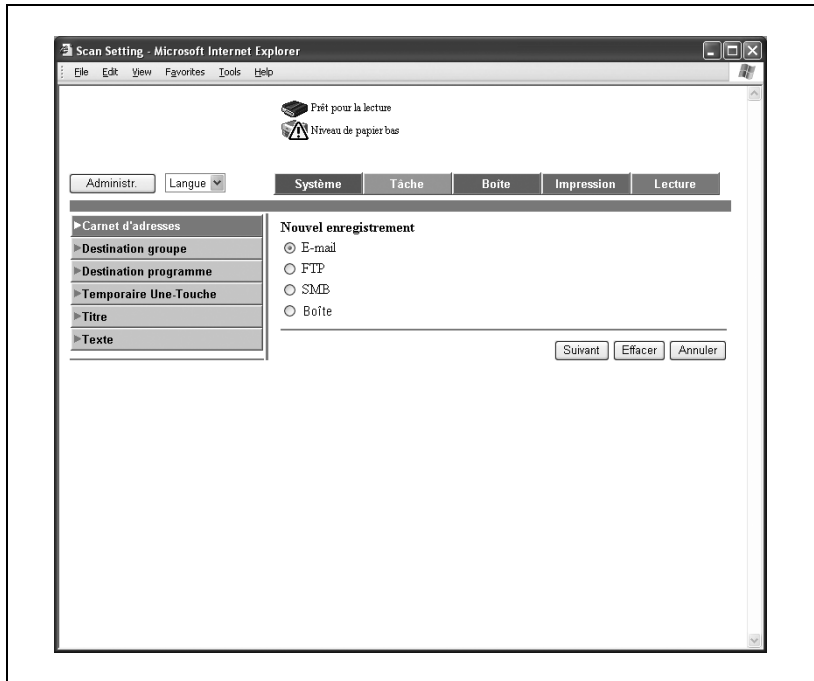 Scan Setting - Microsoft Internet Explorer
File Edit View Favorites Tools Help
Prêt pour la lecture
Niveau de papier bas
Administr. Langue Système Tâche Boîte Impression Lecture
Carnet d'adresses
Destination groupe
Destination programme
Temporaire Une-Touche
Titre
Texte
Nouvel enregistrement
E-mail
FTP
SMB
Boîte
Suivant Effacer Annuler